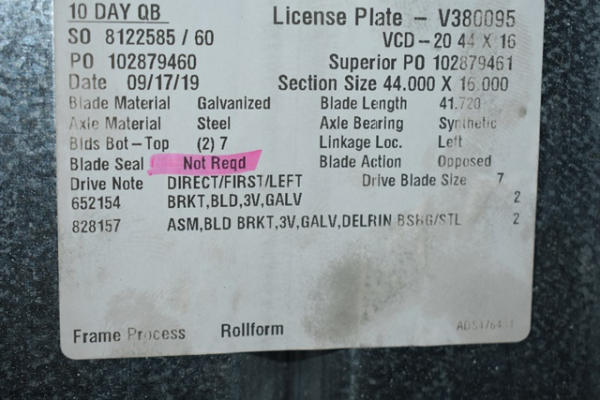 10 DAY QB License Plate – V380095
SO 8122585 / 60 VCD – 20 44 X 16
PO 102879460 Superior PO 102879461
Date 09/17/19 Section Size 44.000 X 16.000
Blade Material Galvanized Blade Length 41.720
Axle Material Steel Axle Bearing Synthetic
Blds Bot – Top (2) 7 Linkage Loc. Left
Blade Seal Not Reqd Blade Action Opposed
Drive Note DIRECT/FIRST/LEFT Drive Blade Size 7
652154 BRKT,BLD,3V,GALV 2
828157 ASM,BLD BRKT,3V,GALV,DELRIN BSHG/STL 2
Frame Process Rollform